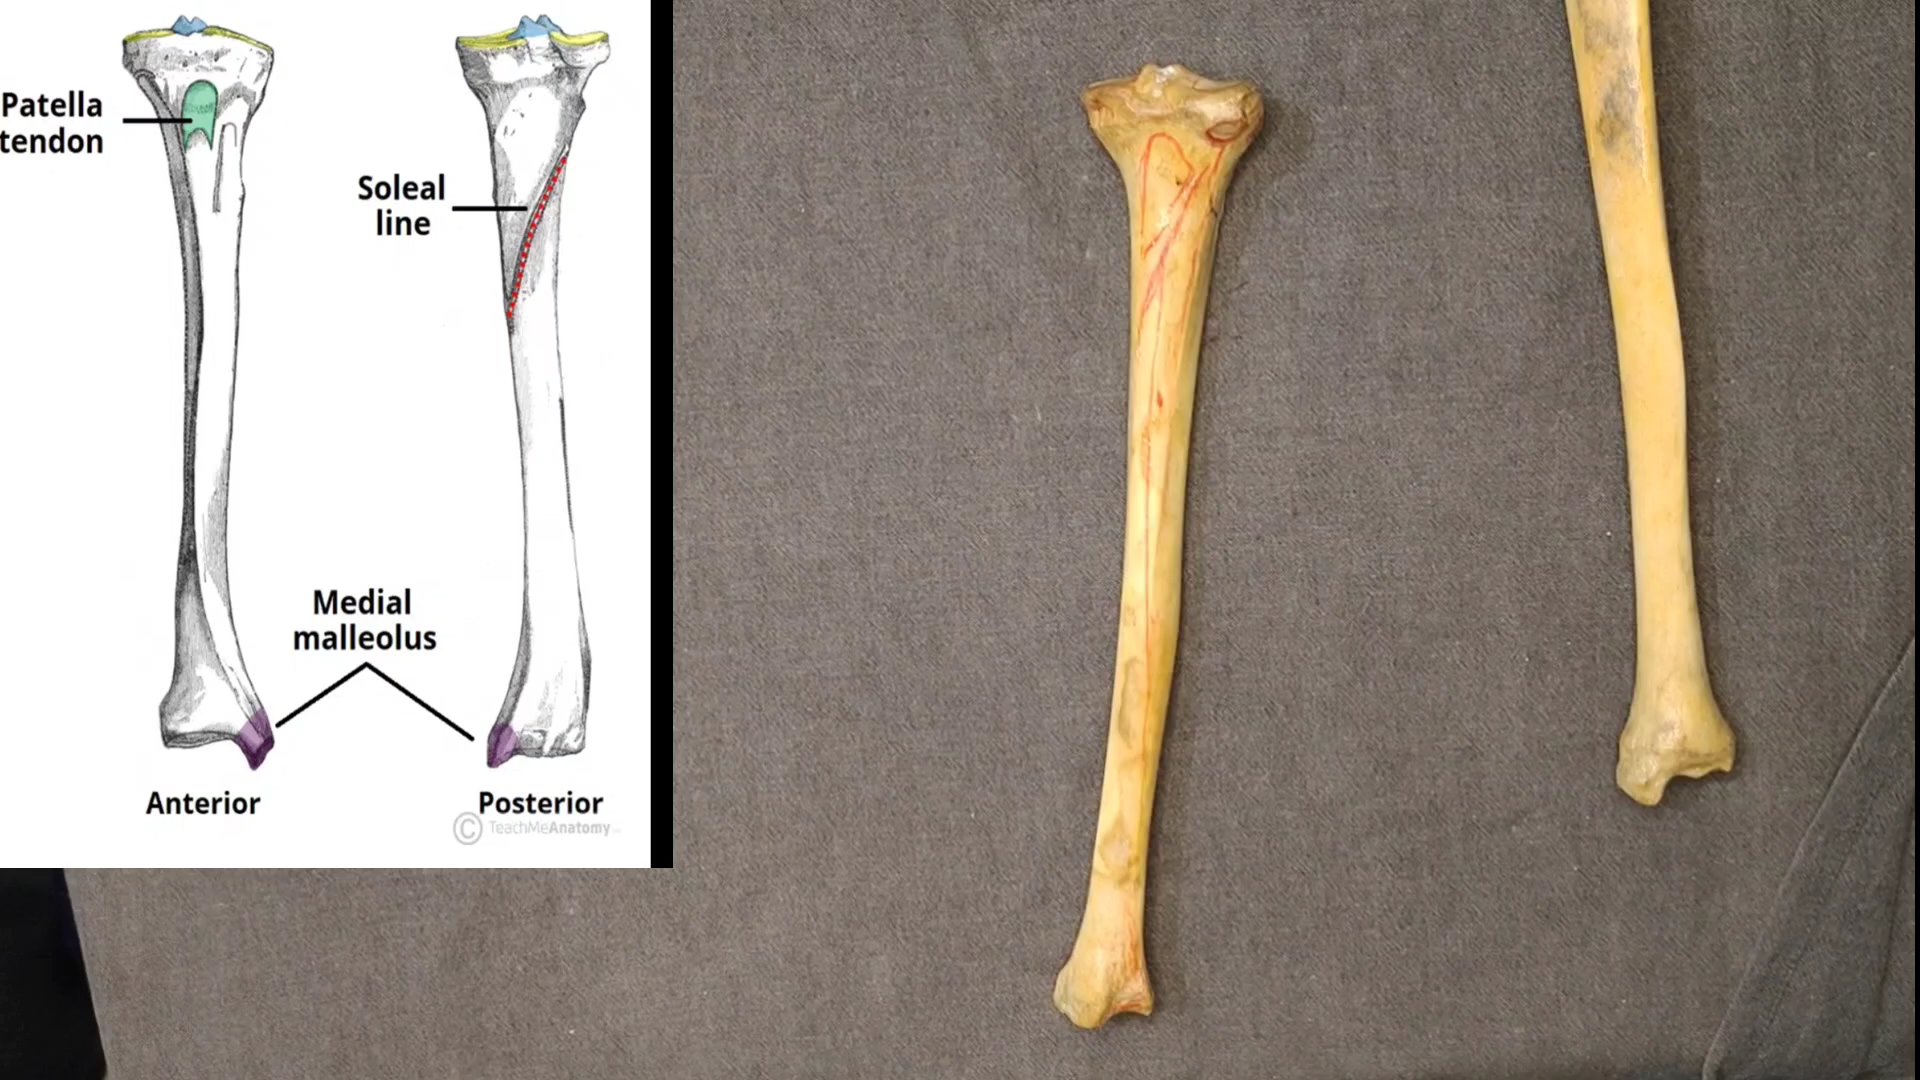 Patella
tendon
Soleal
line
Medial
malleolus
Anterior
Posterior
© TeachMeAnatomy